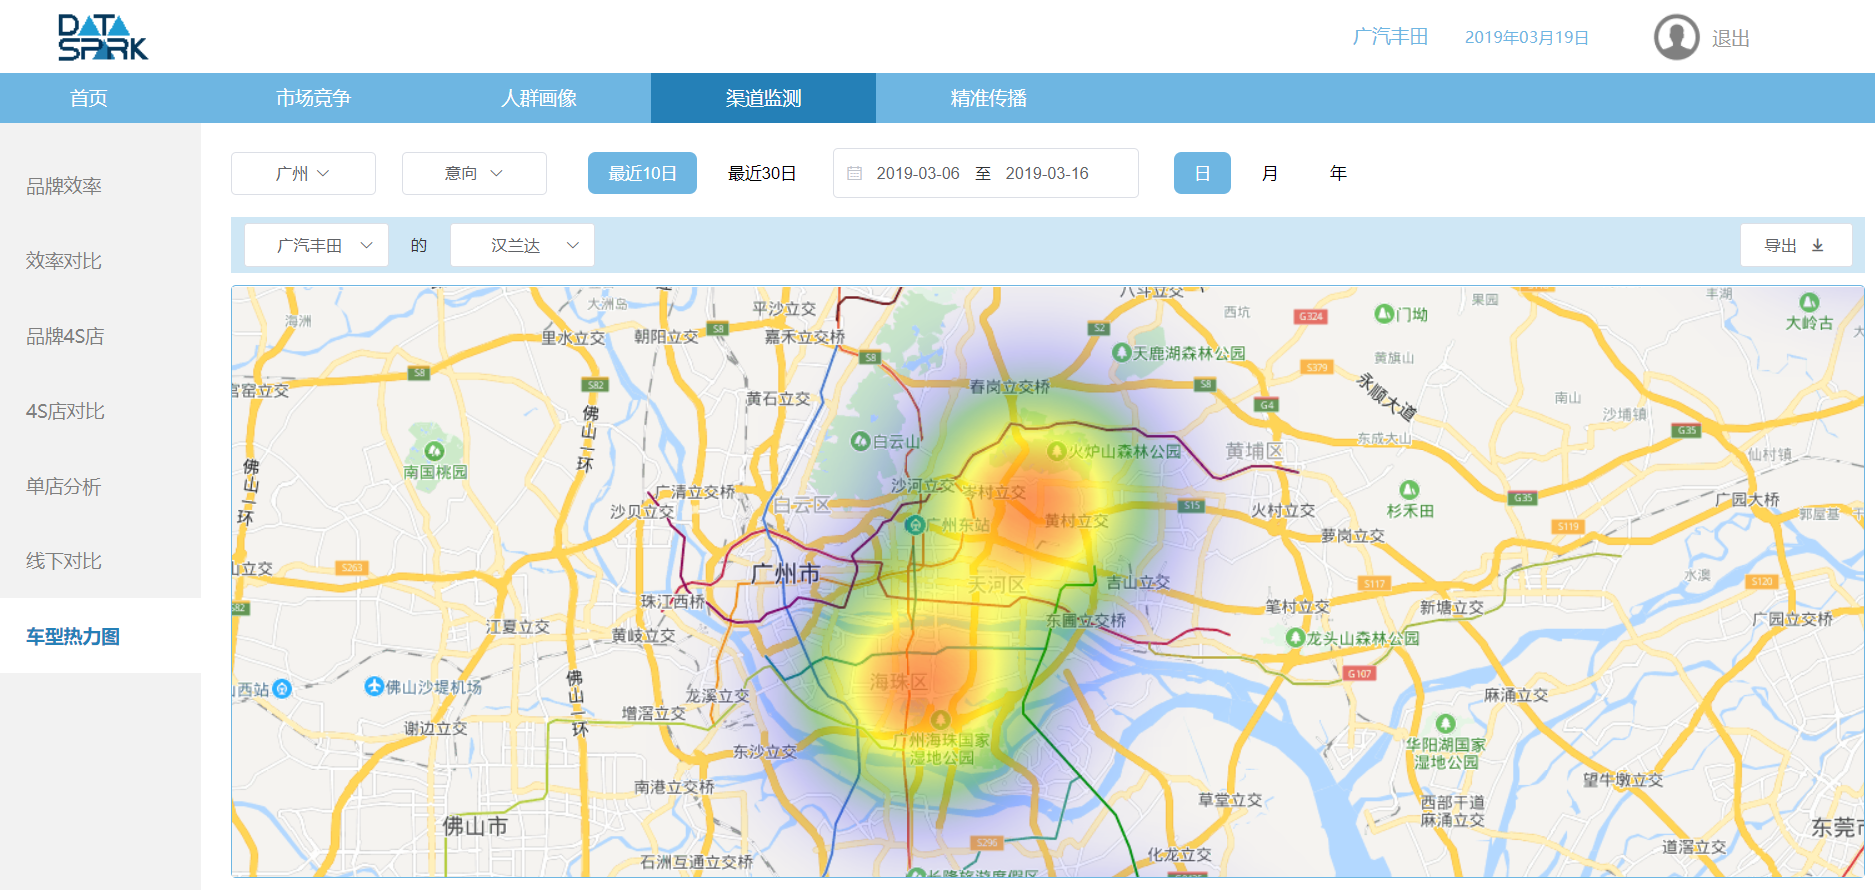 DATA
SPARK
广汽丰田
2019年03月19日
退出
首页
市场竞争
人群画像
渠道监测
精准传播
品牌效率
效率对比
品牌4S店
4S店对比
单店分析
线下对比
车型热力图
广州
意向
最近10日
最近30日
2019-03-06 至 2019-03-16
日
月
年
广汽丰田
的
汉兰达
导出
大洲岛
海洲
平沙立交
八斗立交
西坑
G324
门坳
果园
丰湖
大岭古
里水立交
朝阳立交
S8
嘉禾立交桥
S8
S2
天鹿湖森林公园
黄旗山
S379
永顺大道
官窑立交
S8
S82
佛山一环
黄石立交
春岗立交桥
S8
G4
南山
沙埔镇
G35
东成大山
仙村镇
白云山
火炉山森林公园
黄埔区
南国桃园
佛山一环
广清立交桥
白云区
沙贝立交
沙河立交
岑村立交
广州东站
黄村立交
S15
火村立交
杉禾田
G35
广园大桥
郭屋基
S119
萝岗立交
山立交
S263
广州市
天河区
吉山立交
水澳
S117
S120
S82
珠江西桥
笔村立交
新塘立交
江夏立交
黄岐立交
东圃立交桥
龙头山森林公园
广园立交桥
G107
山西站
佛山沙堤机场
佛山一环
龙溪立交
海珠区
麻涌立交
谢边立交
增滘立交
东沙立交
广州海珠国家
湿地公园
华阳湖国家
湿地公园
南港立交桥
草堂立交
望牛墩立交
西部干道
麻涌立交
佛山市
S296
东莞市
石洲互通立交桥
化龙立交
道滘立交
长隆旅游度假区